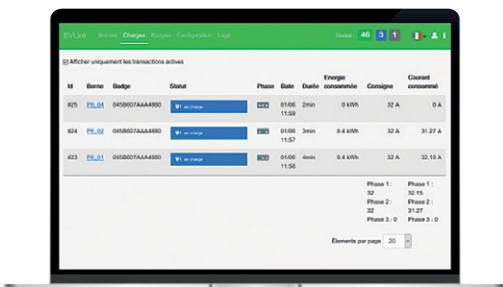 EVLink Bornes Charges Badges Configuration Logs 46 3 1
Afficher uniquement les transactions actives
Id Borne Badge Statut Phase Date Durée Energie consommée Consigne Courant consommé
#25 P6_04 045B607AAA4880 en charge 01/06 11:59 2min 0 kWh 32 A 0 A
#24 P6_02 045B607AAA4880 en charge 01/06 11:57 3min 0.4 kWh 32 A 31.27 A
#23 P6_01 045B607AAA4880 en charge 01/06 11:56 4min 0.4 kWh 32 A 32.15 A
Phase 1 : Phase 1 :
32 32.15
Phase 2 : Phase 2 :
32 31.27
Phase 3 : 0 Phase 3 : 0
Élements par page 20